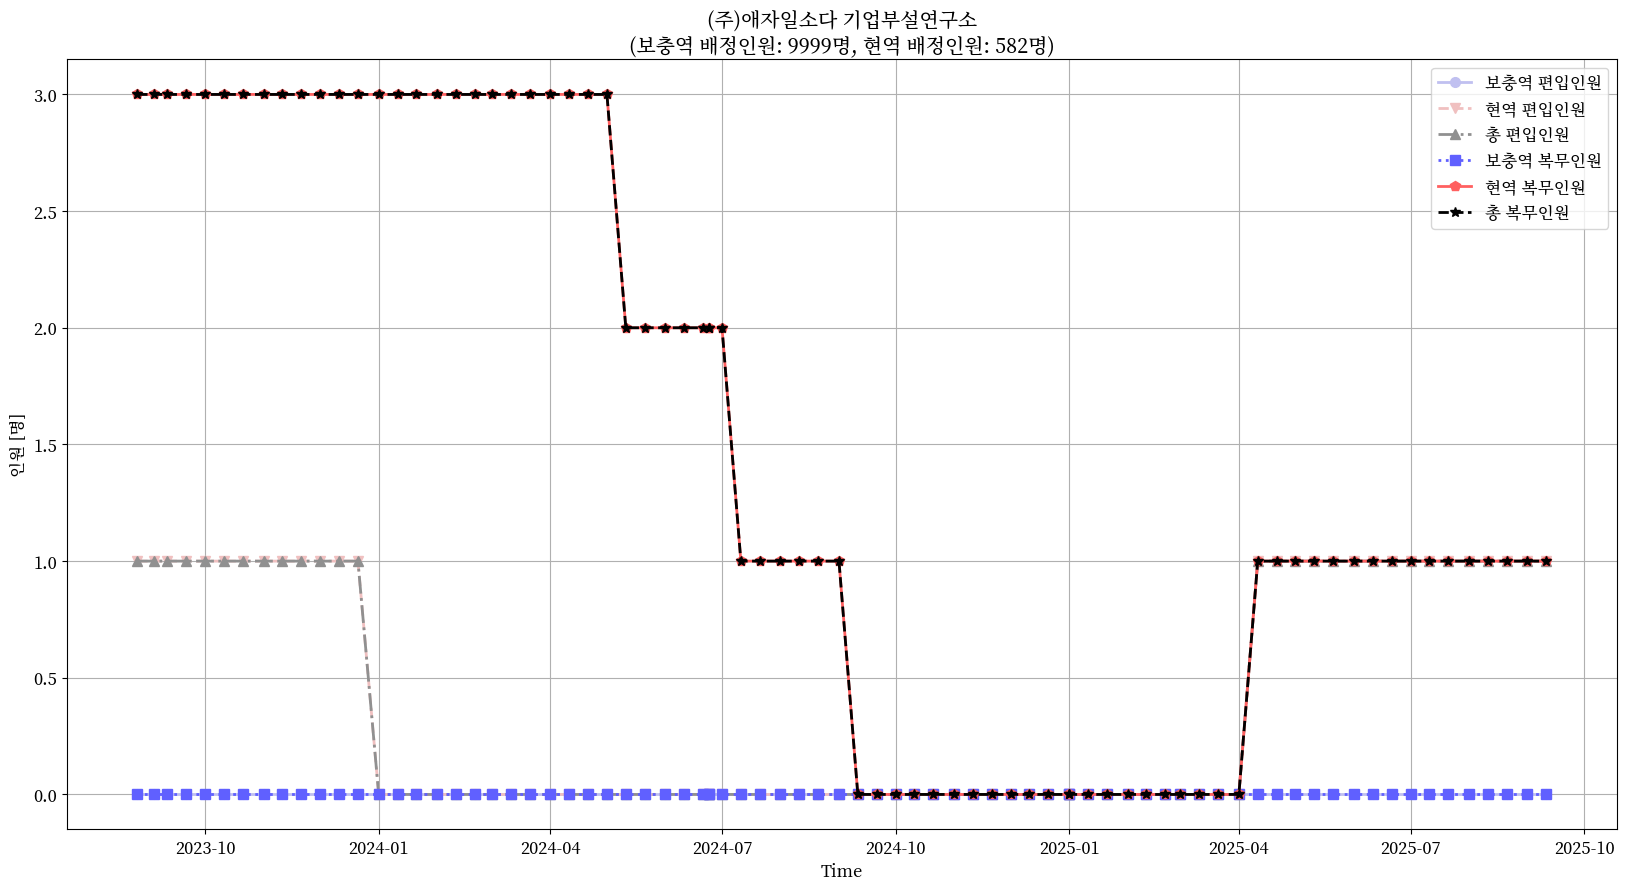 (주)애자일소다 기업부설연구소
(보충역 배정인원: 9999명, 현역 배정인원: 582명)
보충역 편입인원
현역 편입인원
총 편입인원
보충역 복무인원
현역 복무인원
총 복무인원
인원 [명]
3.0
2.5
2.0
1.5
1.0
0.5
0.0
2023-10
2024-01
2024-04
2024-07
2024-10
2025-01
2025-04
2025-07
2025-10
Time